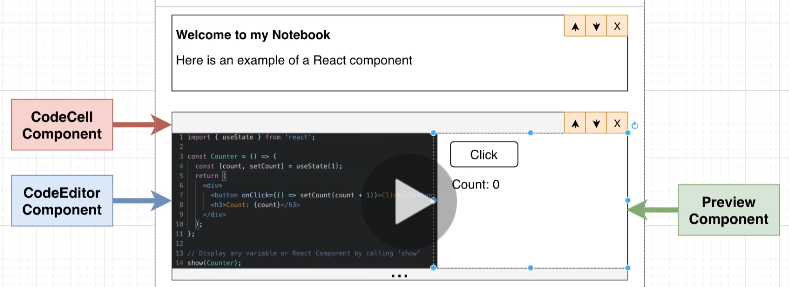 Welcome to my Notebook
X
Here is an example of a React component
CodeCell
Component
X
1 import { useState } from 'react';
2
3 const Counter = () => {
4 const [count, setCount] = useState(1);
5 return (
6 <div>
7 <button onClick={() => setCount(count + 1)}>Click
8 <h3>Count: {count}</h3>
9 </div>
10 );
11 };
12
13 // Display any variable or React Component by calling 'show'
14 show(Counter);
Click
Count: 0
CodeEditor
Component
Preview
Component